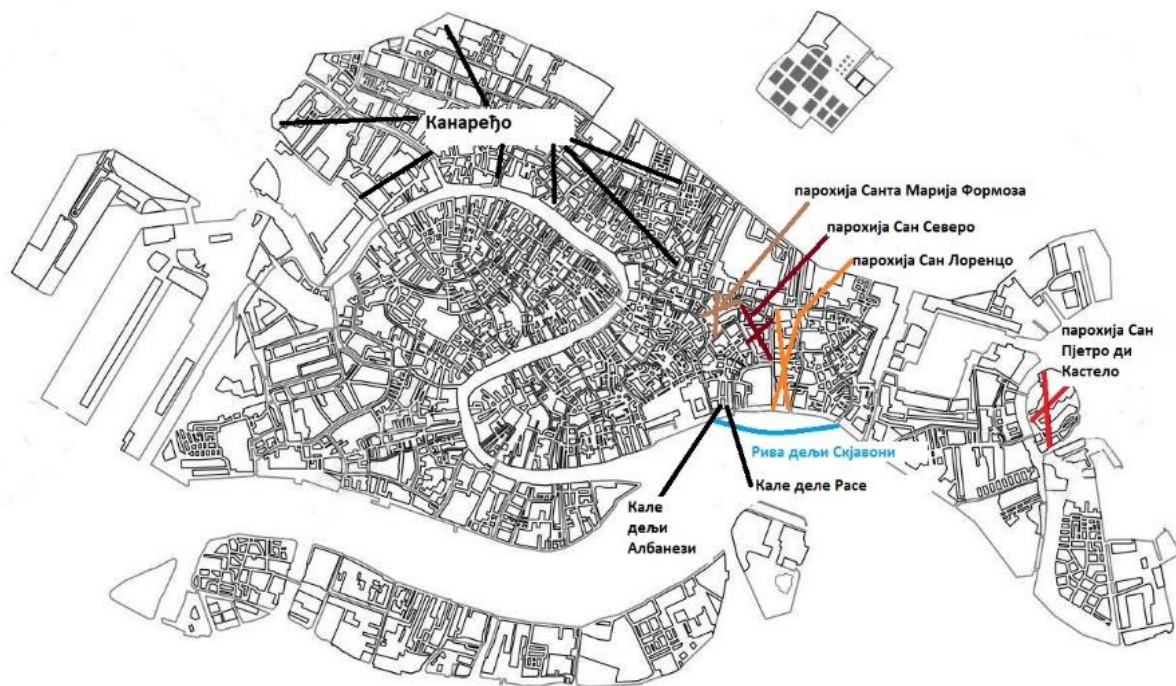 Канаређо
парохија Санта Марија Формоза
парохија Сан Северо
парохија Сан Лоренцо
парохија Сан
Пјетро ди
Кастело
Рива дељи Скјавони
Кале деле Расе
Кале
дељи
Албанези